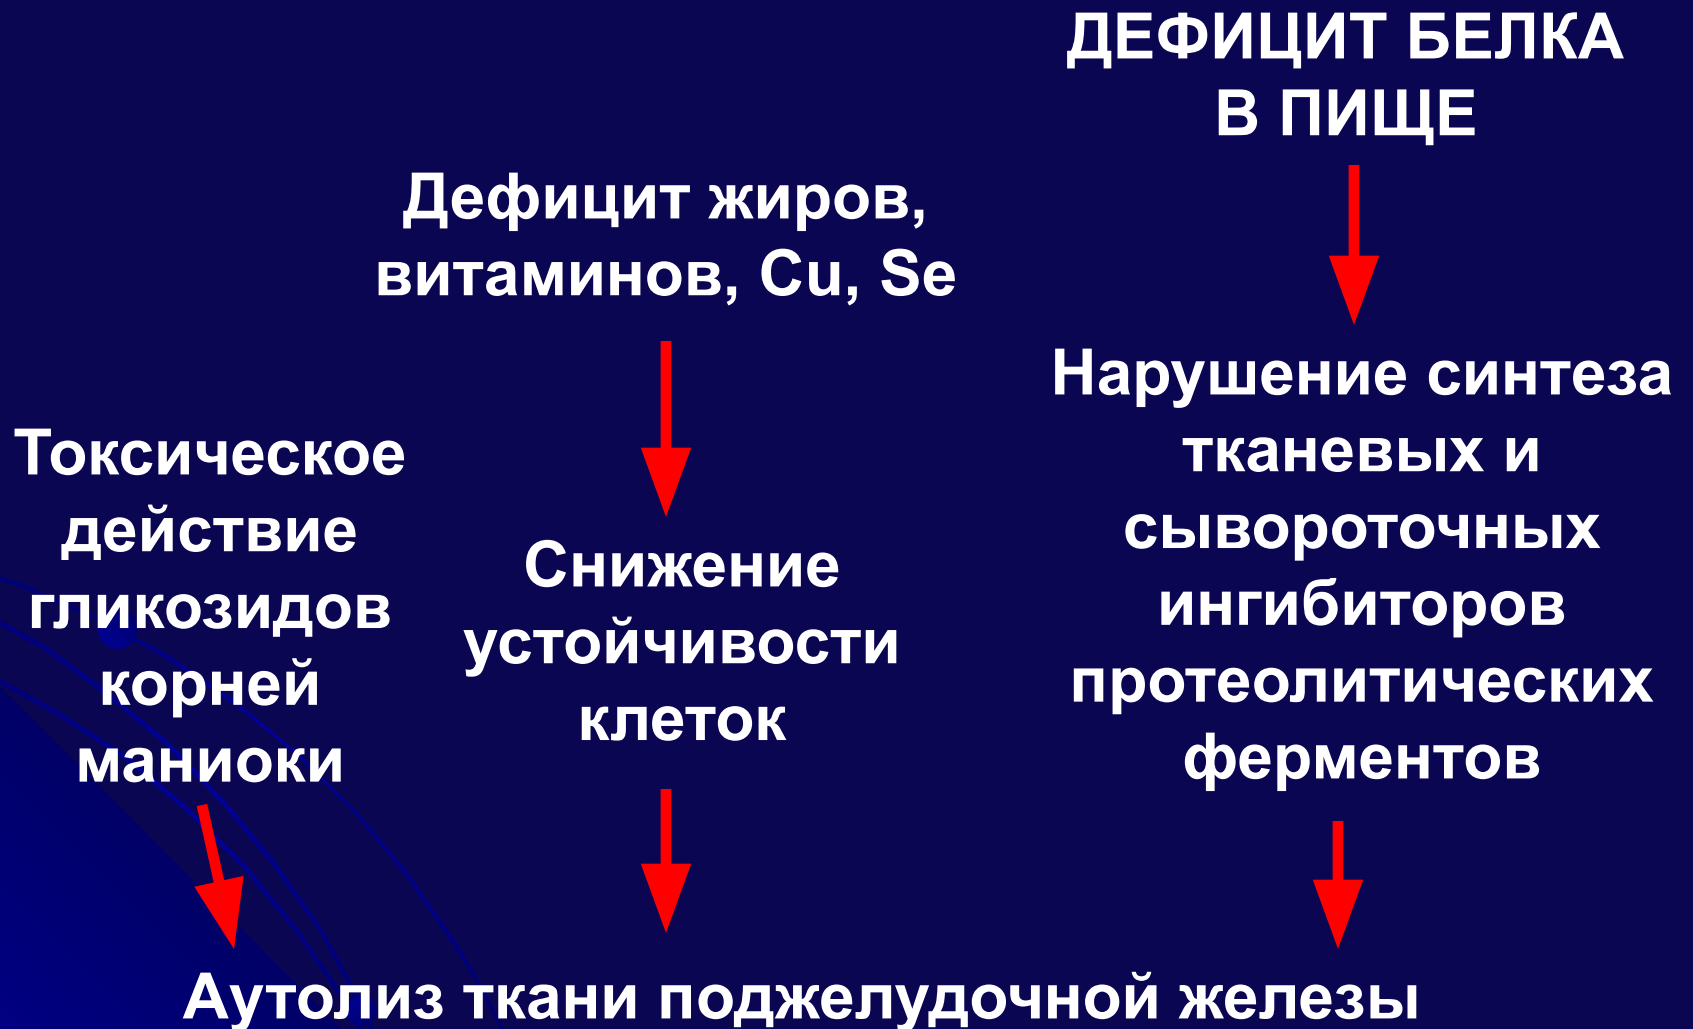 ДЕФИЦИТ БЕЛКА
В ПИЩЕ
Дефицит жиров,
витаминов, Cu, Se
Нарушение синтеза
тканевых и
сывороточных
ингибиторов
протеолитических
ферментов
Токсическое
действие
гликозидов
корней
маниоки
Снижение
устойчивости
клеток
Аутолиз ткани поджелудочной железы